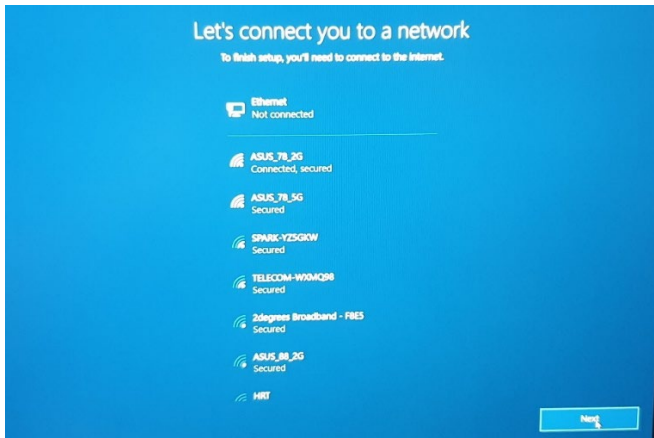 Let's connect you to a network
To finish setup, you'll need to connect to the Internet.
Ethernet
Not connected
ASUS_78_2G
Connected, secured
ASUS_78_5G
Secured
SPARK-YZ5GKW
Secured
TELECOM-WXMQ98
Secured
2degrees Broadband - F8E5
Secured
ASUS_88_2G
Secured
HRT
Next